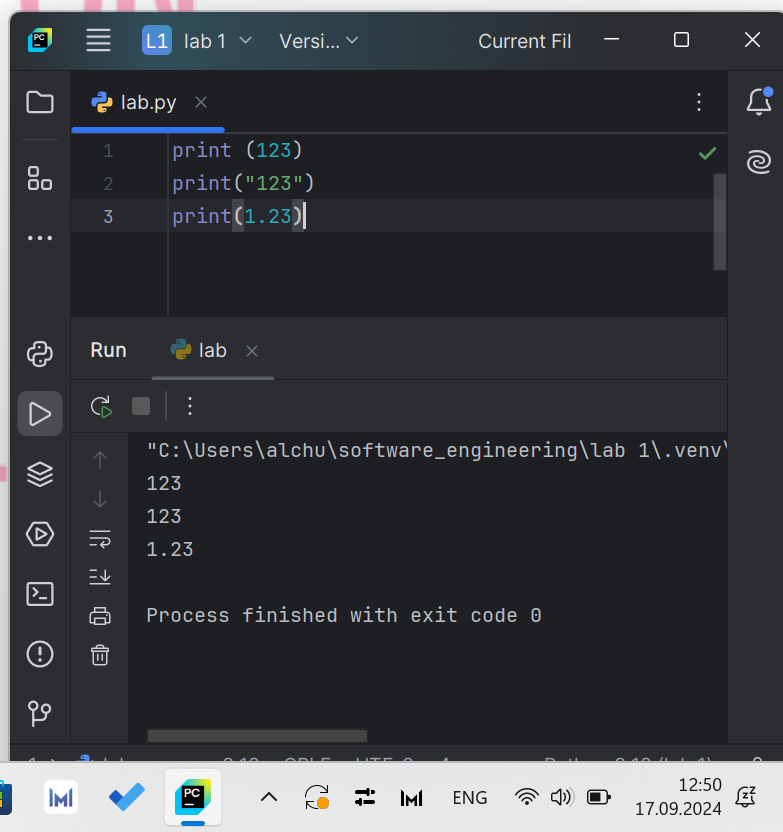 L1 lab 1 Versi... Current Fil
lab.py
1 print (123)
2 print("123")
3 print(1.23)
Run lab
"C:\Users\alchu\software_engineering\lab 1\.venv\
123
123
1.23
Process finished with exit code 0
PC
ENG
12:50
17.09.2024